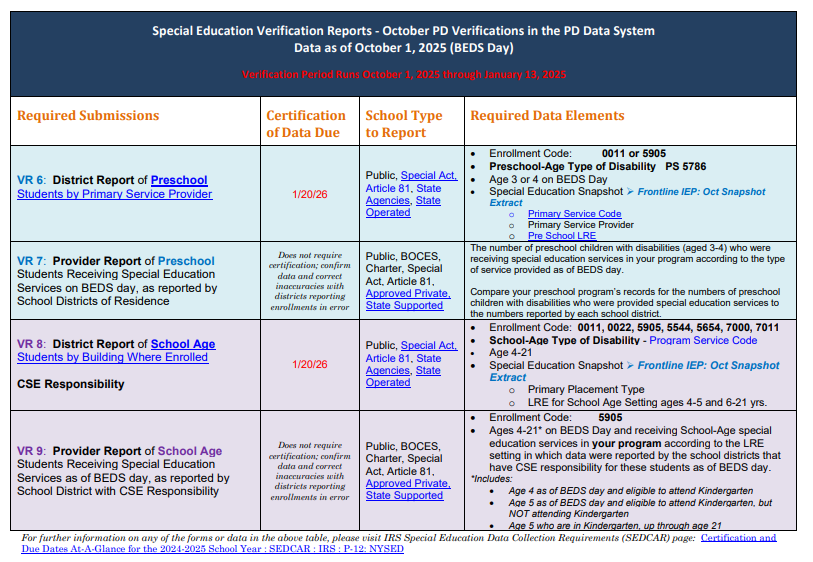 Special Education Verification Reports - October PD Verifications in the PD Data System
Data as of October 1, 2025 (BEDS Day)
Verification Period Runs October 1, 2025 through January 13, 2025
Required Submissions
Certification
of Data Due
School Type
to Report
Required Data Elements
VR 6: District Report of Preschool
Students by Primary Service Provider
1/20/26
Public, Special Act,
Article 81, State
Agencies, State
Operated
• Enrollment Code: 0011 or 5905
• Preschool-Age Type of Disability PS 5786
• Age 3 or 4 on BEDS Day
• Special Education Snapshot ➢ Frontline IEP: Oct Snapshot
Extract
o Primary Service Code
o Primary Service Provider
o Pre School LRE
VR 7: Provider Report of Preschool
Students Receiving Special Education
Services on BEDS day, as reported by
School Districts of Residence
Does not require
certification; confirm
data and correct
inaccuracies with
districts reporting
enrollments in error
Public, BOCES,
Charter, Special
Act, Article 81,
Approved Private,
State Supported
The number of preschool children with disabilities (aged 3-4) who were
receiving special education services in your program according to the type
of service provided as of BEDS day.
Compare your preschool program's records for the numbers of preschool
children with disabilities who were provided special education services to
the numbers reported by each school district.
VR 8: District Report of School Age
Students by Building Where Enrolled
CSE Responsibility
1/20/26
Public, Special Act,
Article 81, State
Agencies, State
Operated
• Enrollment Code: 0011, 0022, 5905, 5544, 5654, 7000, 7011
• School-Age Type of Disability - Program Service Code
• Age 4-21
• Special Education Snapshot ➢ Frontline IEP: Oct Snapshot
Extract
o Primary Placement Type
o LRE for School Age Setting ages 4-5 and 6-21 yrs.
VR 9: Provider Report of School Age
Students Receiving Special Education
Services as of BEDS day, as reported by
School District with CSE Responsibility
Does not require
certification; confirm
data and correct
inaccuracies with
districts reporting
enrollments in error
Public, BOCES,
Charter, Special
Act, Article 81,
Approved Private,
State Supported
• Enrollment Code: 5905
• Ages 4-21* on BEDS Day and receiving School-Age special
education services in your program according to the LRE
setting in which data were reported by the school districts that
have CSE responsibility for these students as of BEDS day.
*Includes:
• Age 4 as of BEDS day and eligible to attend Kindergarten
• Age 5 as of BEDS day and eligible to attend Kindergarten, but
NOT attending Kindergarten
• Age 5 who are in Kindergarten, up through age 21
For further information on any of the forms or data in the above table, please visit IRS Special Education Data Collection Requirements (SEDCAR) page: Certification and
Due Dates At-A-Glance for the 2024-2025 School Year : SEDCAR : IRS : P-12: NYSED